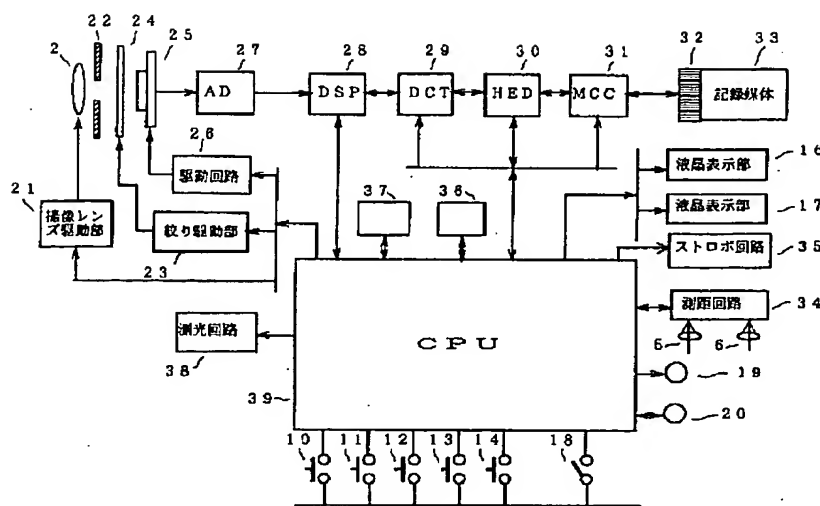 2 22 24 25
27 28 29 30 31 32 33
AD DSP DCT HED MCC 記録媒体
26
駆動回路
21
撮像レン
ズ駆動部
絞り駆動部
23
37 36
液晶表示部 16
液晶表示部 17
ストロボ回路 35
測距回路 34
6 6
測光回路
38
CPU
39
19
20
10 11 12 13 14 18